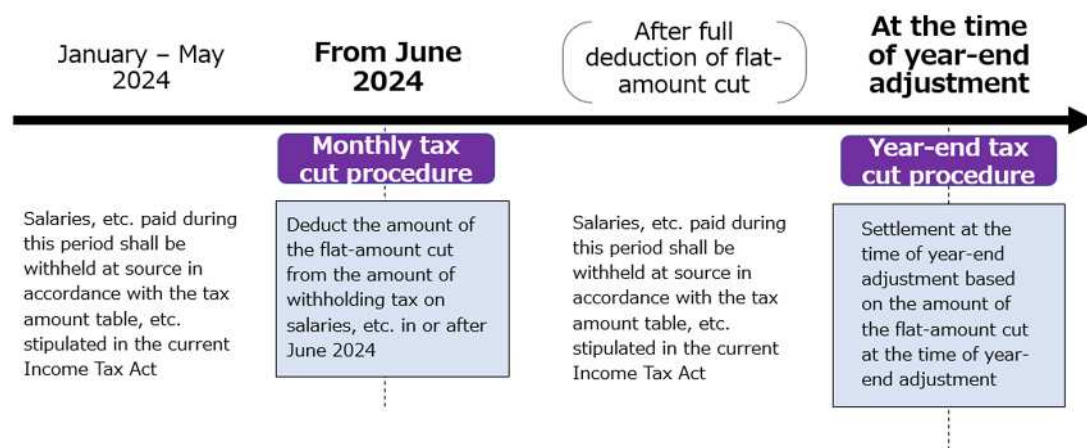 January – May
2024
From June
2024
After full
deduction of flat-
amount cut
At the time
of year-end
adjustment
Monthly tax
cut procedure
Year-end tax
cut procedure
Salaries, etc. paid during
this period shall be
withheld at source in
accordance with the tax
amount table, etc.
stipulated in the current
Income Tax Act
Deduct the amount of
the flat-amount cut
from the amount of
withholding tax on
salaries, etc. in or after
June 2024
Salaries, etc. paid during
this period shall be
withheld at source in
accordance with the tax
amount table, etc.
stipulated in the current
Income Tax Act
Settlement at the
time of year-end
adjustment based
on the amount of
the flat-amount cut
at the time of year-
end adjustment